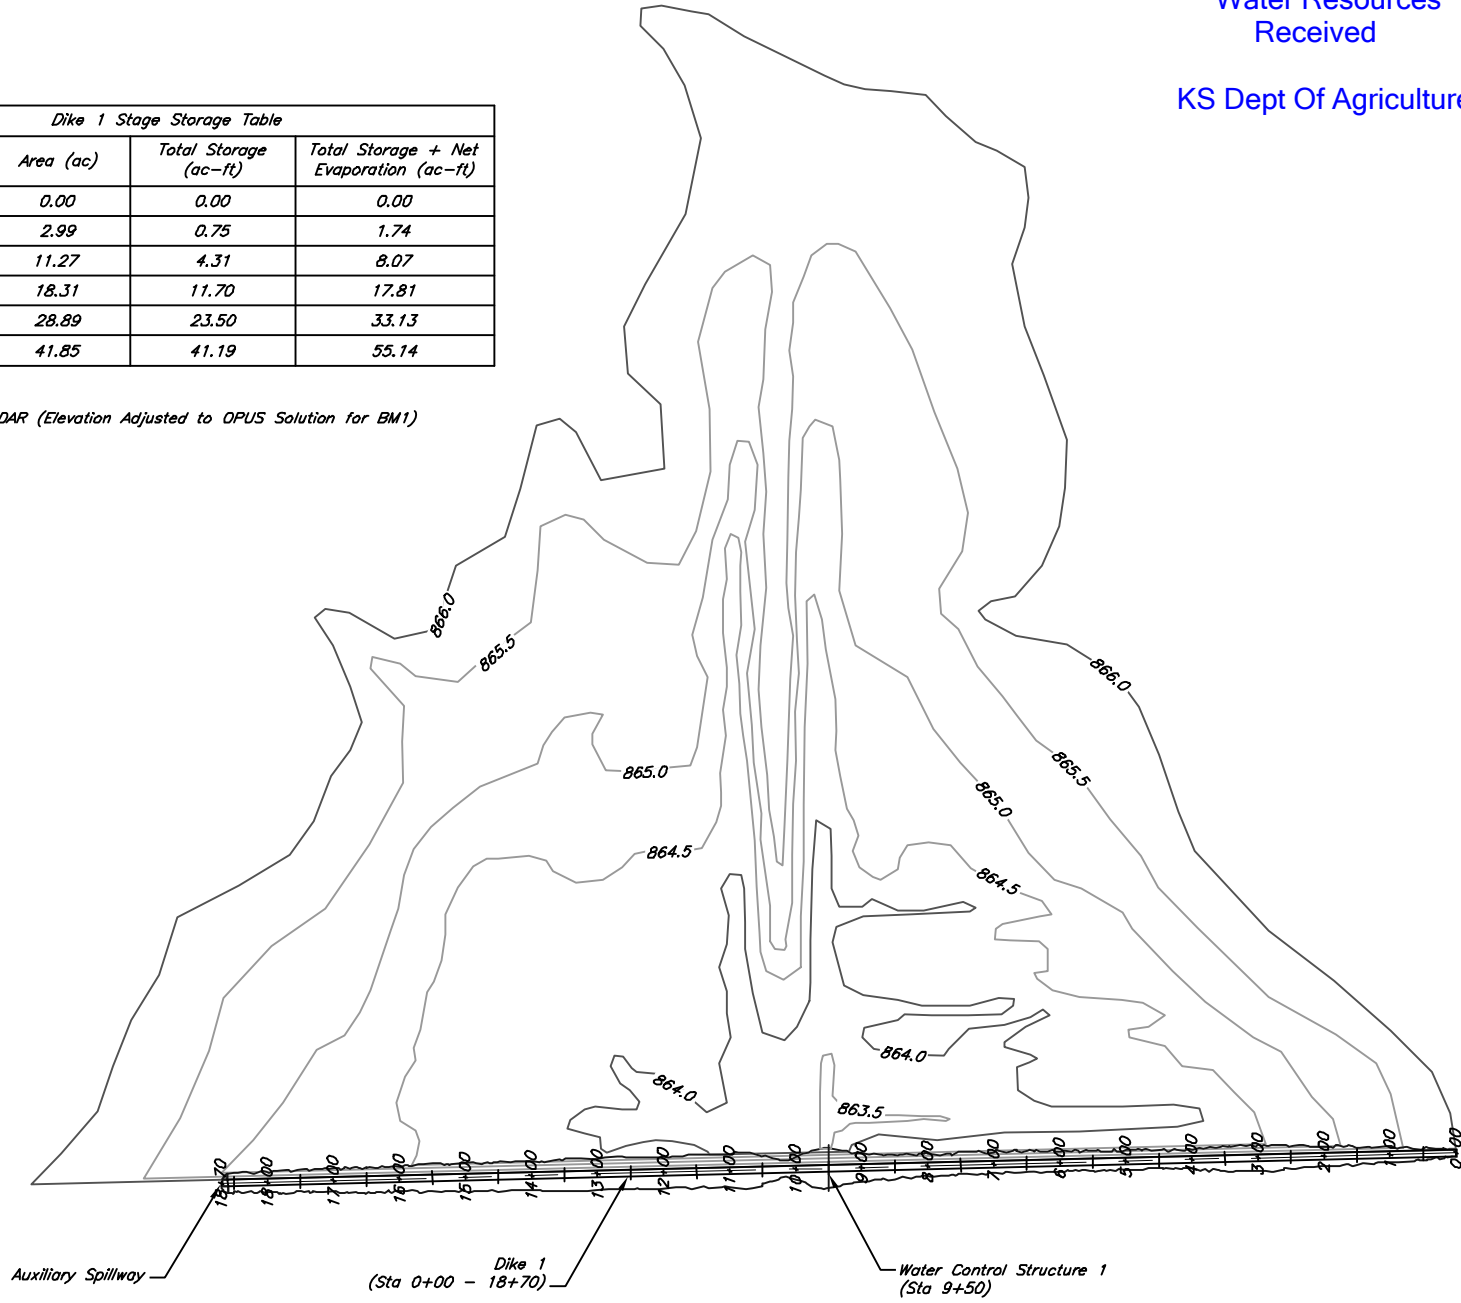 Water Resources
Received
KS Dept Of Agriculture
Dike 1 Stage Storage Table
Area (ac) Total Storage (ac-ft) Total Storage + Net Evaporation (ac-ft)
0.00 0.00 0.00
2.99 0.75 1.74
11.27 4.31 8.07
18.31 11.70 17.81
28.89 23.50 33.13
41.85 41.19 55.14
DAR (Elevation Adjusted to OPUS Solution for BM1)
866.0
865.5
866.0
865.0
865.5
865.0
864.5
864.5
864.0
864.0
863.5
18+70
18+00
17+00
16+00
15+00
14+00
13+00
12+00
11+00
10+00
9+00
8+00
7+00
6+00
5+00
4+00
3+00
2+00
1+00
0+00
Auxiliary Spillway
Dike 1
(Sta 0+00 - 18+70)
Water Control Structure 1
(Sta 9+50)